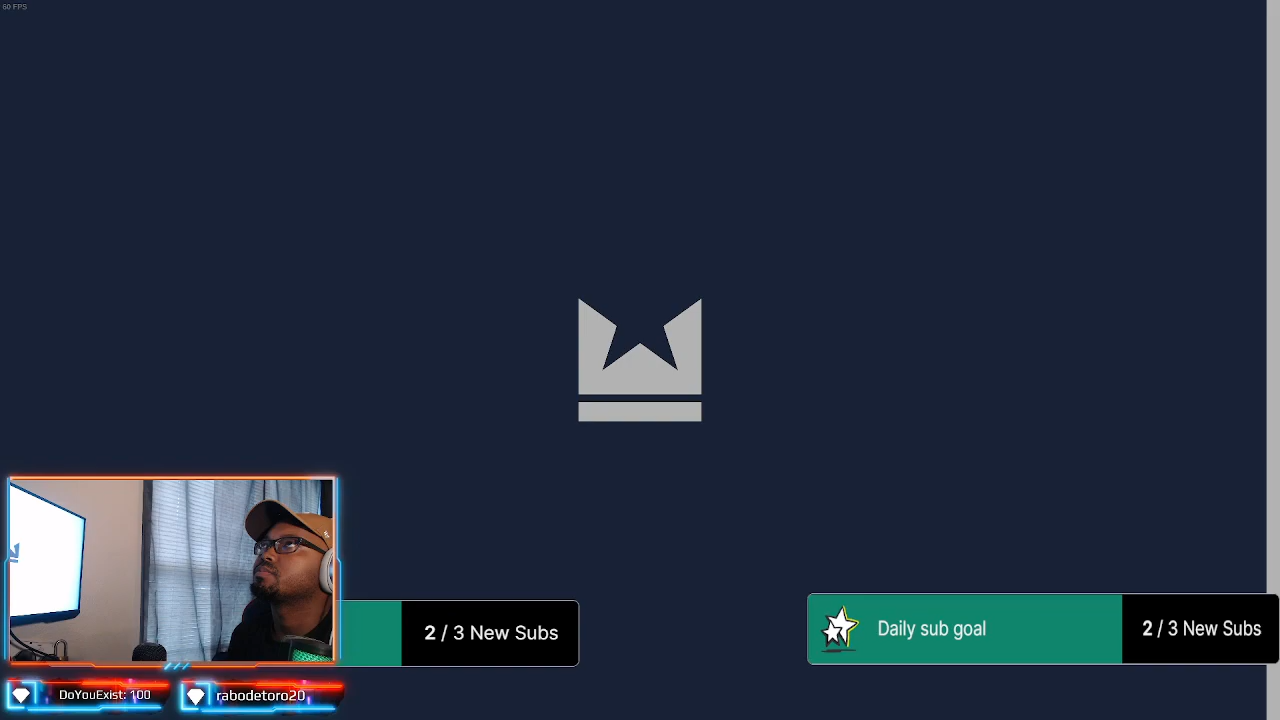 60 FPS
2 / 3 New Subs
Daily sub goal
2 / 3 New Subs
DoYouExist: 100
rabodetoro20